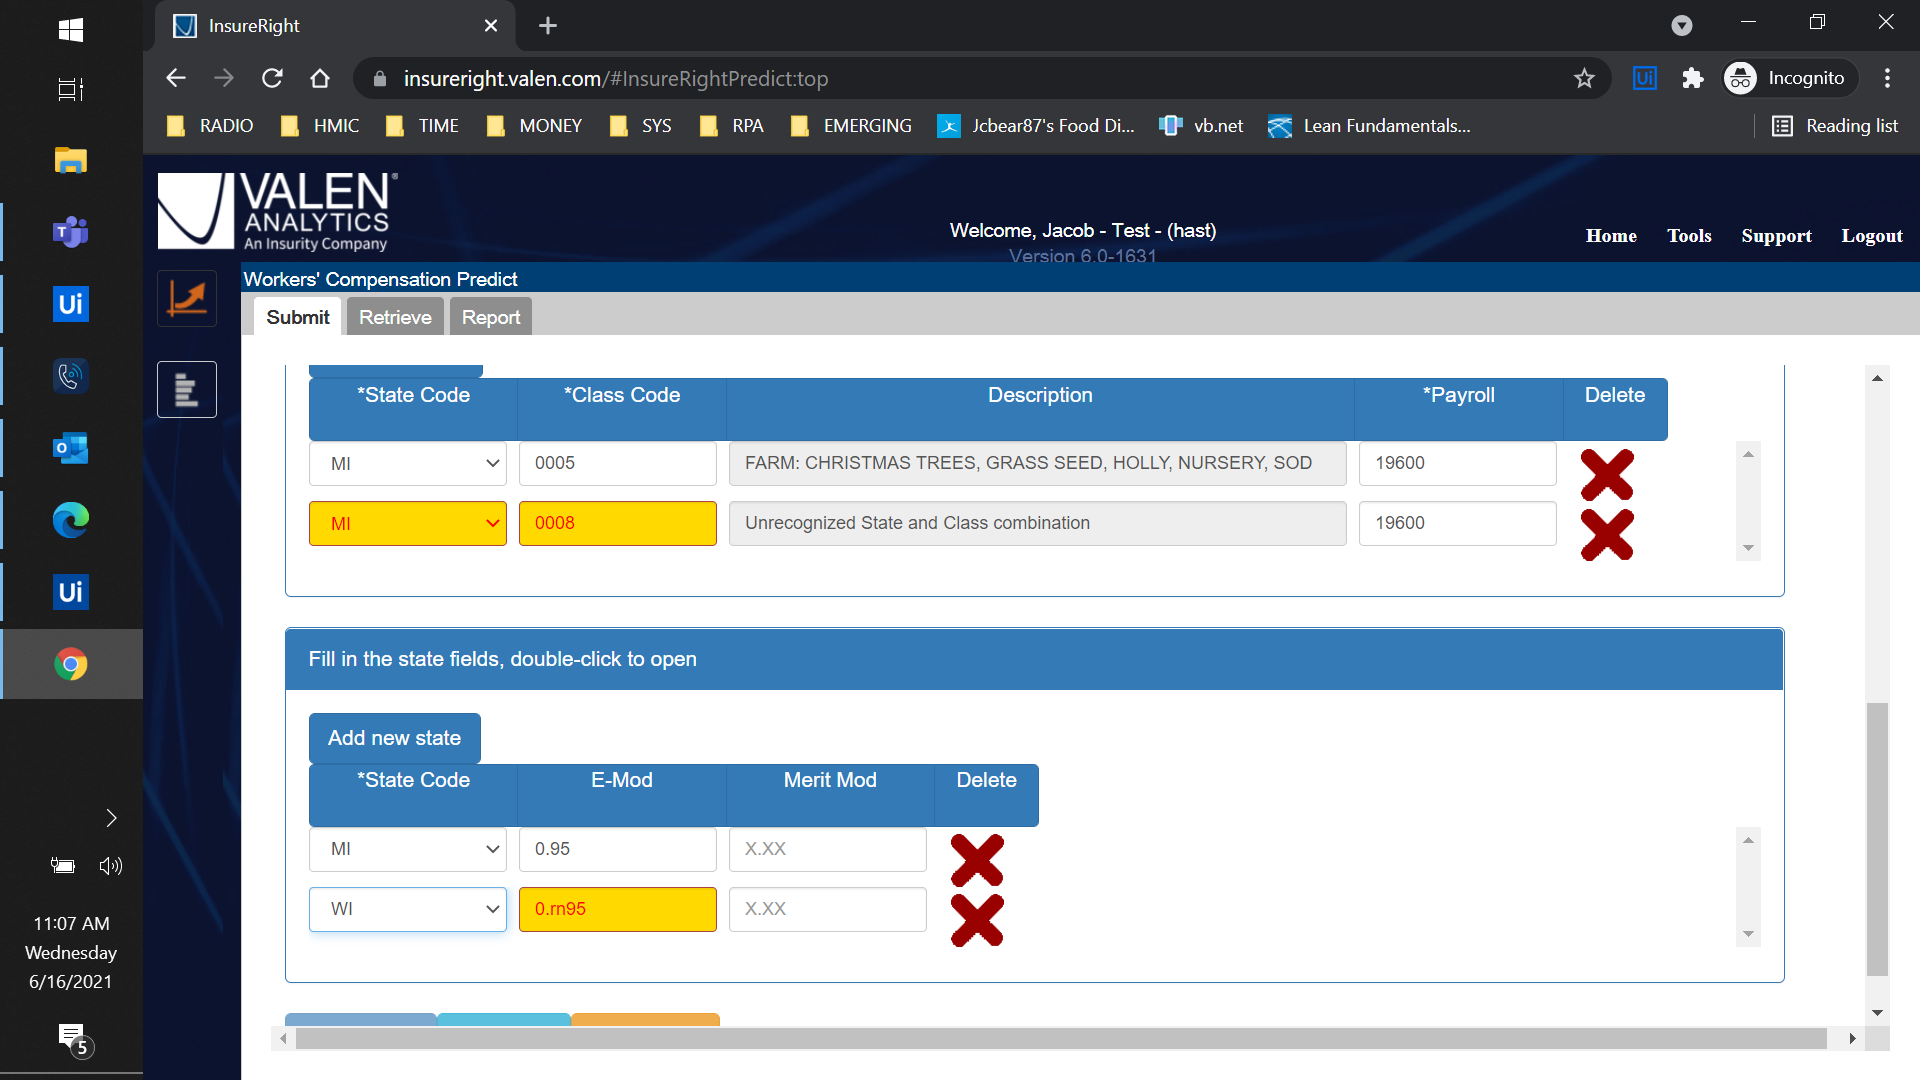 InsureRight
insureright.valen.com/#InsureRightPredict:top
Incognito
RADIO HMIC TIME MONEY SYS RPA EMERGING Jcbear87's Food Di... vb.net Lean Fundamentals... Reading list
VALEN®
ANALYTICS
An Insurity Company
Welcome, Jacob - Test - (hast)
Version 6.0-1631
Home Tools Support Logout
Workers' Compensation Predict
Submit Retrieve Report
*State Code *Class Code Description *Payroll Delete
MI 0005 FARM: CHRISTMAS TREES, GRASS SEED, HOLLY, NURSERY, SOD 19600
MI 0008 Unrecognized State and Class combination 19600
Fill in the state fields, double-click to open
Add new state
*State Code E-Mod Merit Mod Delete
MI 0.95 X.XX
WI 0.rn95 X.XX
Ui
T
Ui
o
Ui
11:07 AM
Wednesday
6/16/2021
5